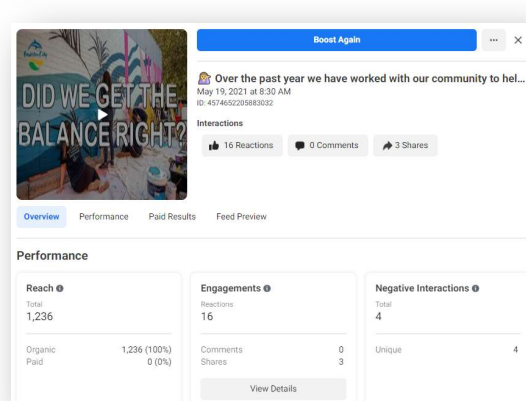 Boost Again
Over the past year we have worked with our community to hel...
May 19, 2021 at 8:30 AM
ID: 4574652205883032
Interactions
16 Reactions
0 Comments
3 Shares
DID WE GET THE
BALANCE RIGHT?
Overview Performance Paid Results Feed Preview
Performance
Reach
Total
1,236
Organic 1,236 (100%)
Paid 0 (0%)
Engagements
Reactions
16
Comments 0
Shares 3
View Details
Negative Interactions
Total
4
Unique 4